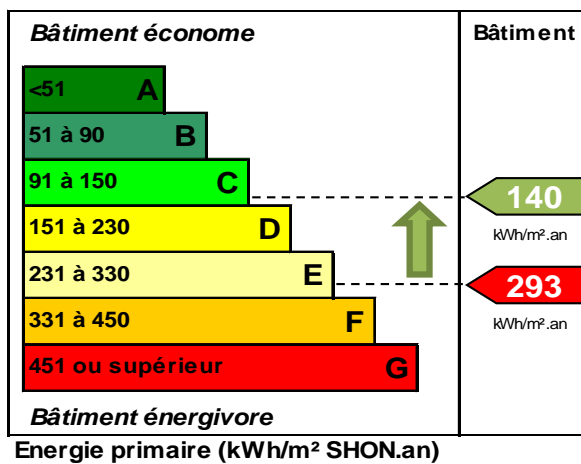 Bâtiment économe
Bâtiment
<51 A
51 à 90 B
91 à 150 C
140
151 à 230 D
kWh/m².an
231 à 330 E
293
331 à 450 F
kWh/m².an
451 ou supérieur G
Bâtiment énergivore
Energie primaire (kWh/m² SHON.an)